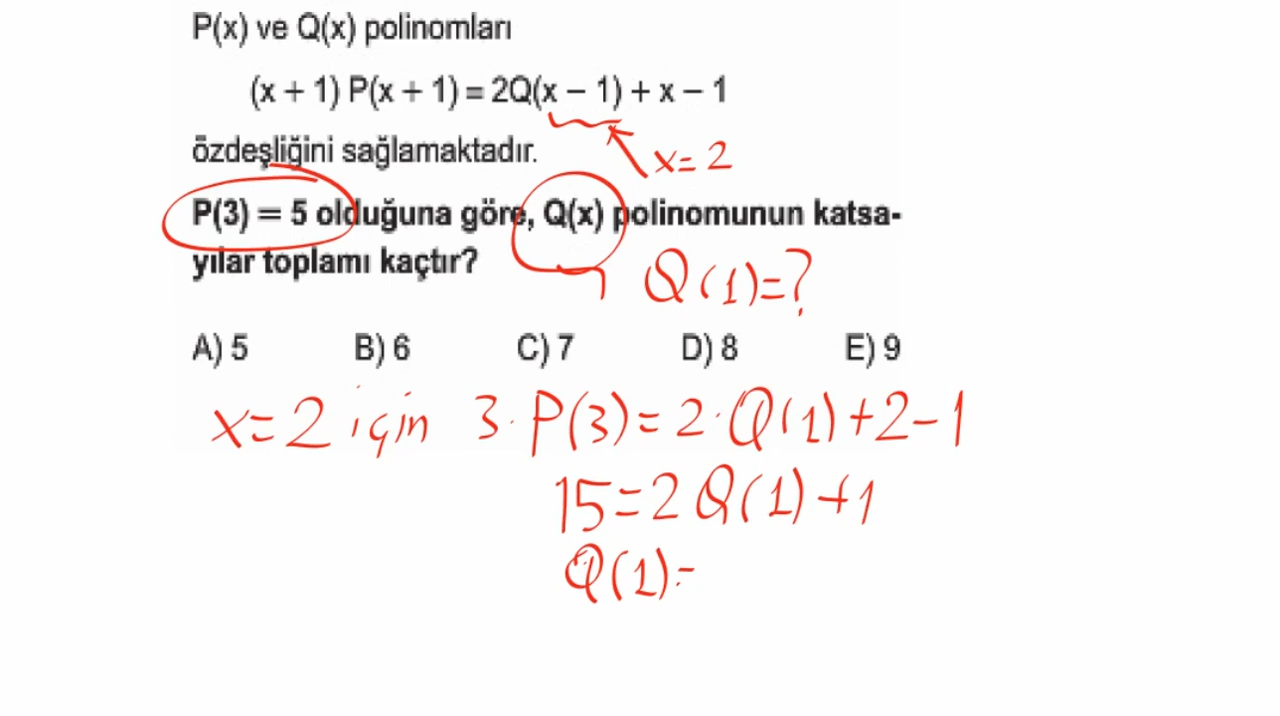 P(x) ve Q(x) polinomları
(x + 1) P(x + 1) = 2Q(x – 1) + x – 1
özdeşliğini sağlamaktadır.
x=2
P(3) = 5 olduğuna göre, Q(x) polinomunun katsa-
yılar toplamı kaçtır?
Q(1)=?
A) 5 B) 6 C) 7 D) 8 E) 9
x=2 için 3·P(3)=2·Q(1)+2-1
15=2Q(1)+1
Q(1)=